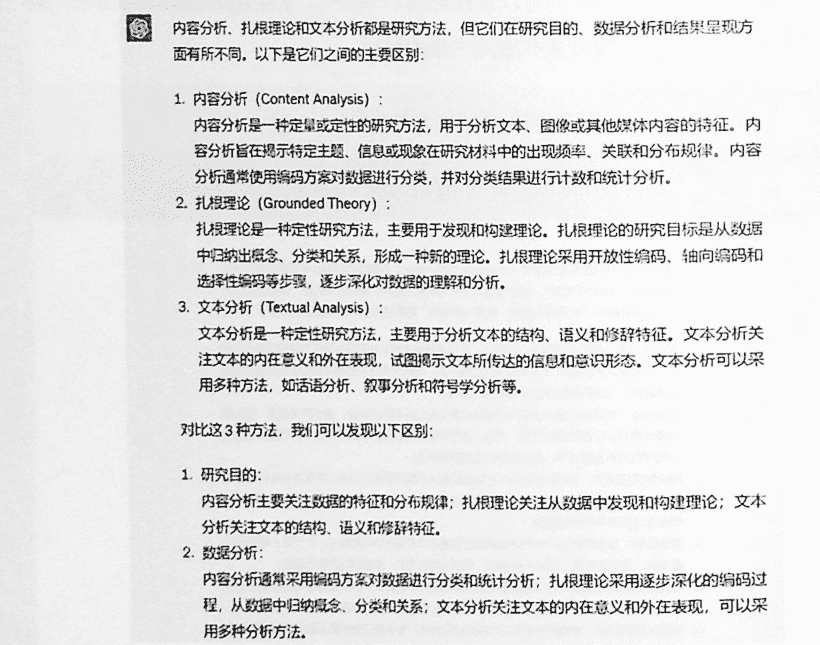 内容分析、扎根理论和文本分析都是研究方法，但它们在研究目的、数据分析和结果呈现方
面有所不同。以下是它们之间的主要区别：
1. 内容分析（Content Analysis）：
内容分析是一种定量或定性的研究方法，用于分析文本、图像或其他媒体内容的特征。内
容分析旨在揭示特定主题、信息或现象在研究材料中的出现频率、关联和分布规律。内容
分析通常使用编码方案对数据进行分类，并对分类结果进行计数和统计分析。
2. 扎根理论（Grounded Theory）：
扎根理论是一种定性研究方法，主要用于发现和构建理论。扎根理论的研究目标是从数据
中归纳出概念、分类和关系，形成一种新的理论。扎根理论采用开放性编码、轴向编码和
选择性编码等步骤，逐步深化对数据的理解和分析。
3. 文本分析（Textual Analysis）：
文本分析是一种定性研究方法，主要用于分析文本的结构、语义和修辞特征。文本分析关
注文本的内在意义和外在表现，试图揭示文本所传达的信息和意识形态。文本分析可以采
用多种方法，如话语分析、叙事分析和符号学分析等。
对比这3种方法，我们可以发现以下区别：
1. 研究目的：
内容分析主要关注数据的特征和分布规律；扎根理论关注从数据中发现和构建理论；文本
分析关注文本的结构、语义和修辞特征。
2. 数据分析：
内容分析通常采用编码方案对数据进行分类和统计分析；扎根理论采用逐步深化的编码过
程，从数据中归纳概念、分类和关系；文本分析关注文本的内在意义和外在表现，可以采
用多种分析方法。